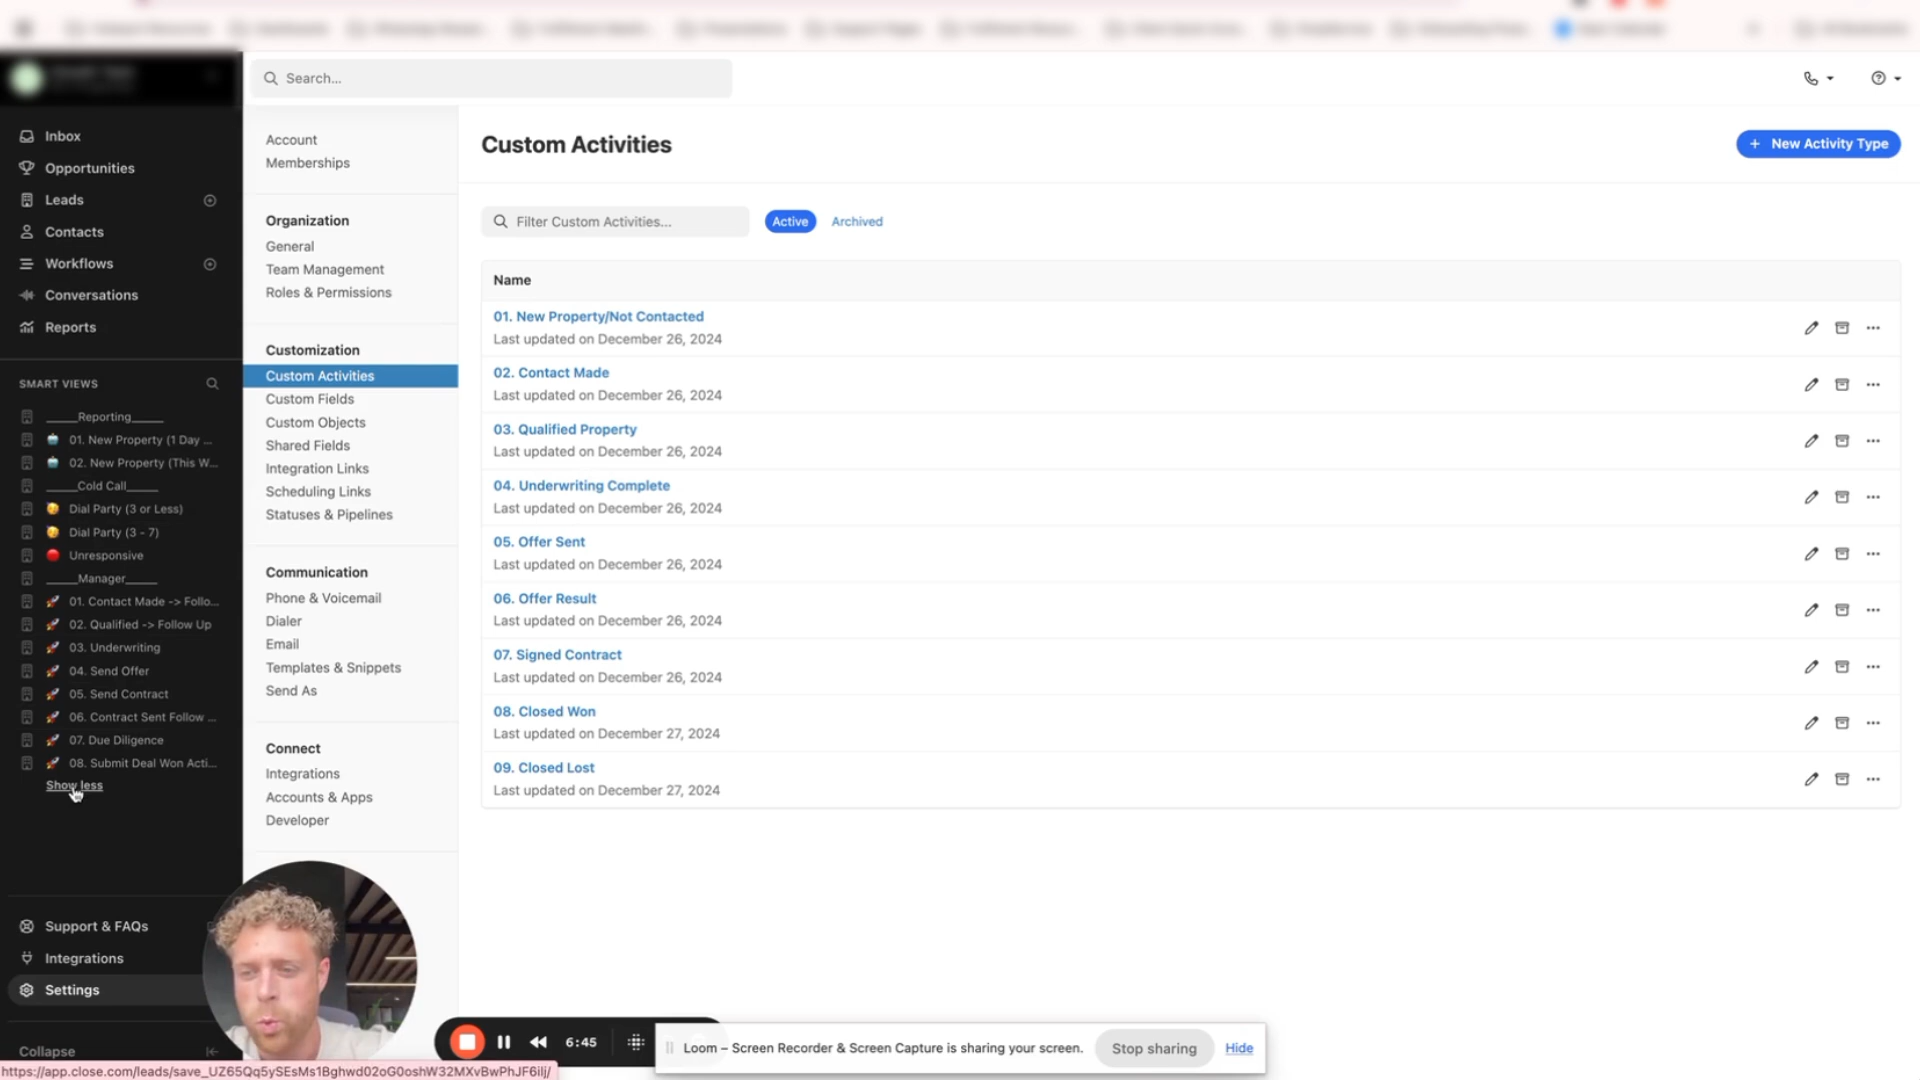 Search...
Inbox
Opportunities
Leads
Contacts
Workflows
Conversations
Reports
SMART VIEWS
_____Reporting_____
01. New Property (1 Day ...
02. New Property (This W...
_____Cold Call_____
Dial Party (3 or Less)
Dial Party (3 - 7)
Unresponsive
_____Manager_____
01. Contact Made -> Follo...
02. Qualified -> Follow Up
03. Underwriting
04. Send Offer
05. Send Contract
06. Contract Sent Follow ...
07. Due Diligence
08. Submit Deal Won Acti...
Show less
Support & FAQs
Integrations
Settings
Collapse
Account
Memberships
Organization
General
Team Management
Roles & Permissions
Customization
Custom Activities
Custom Fields
Custom Objects
Shared Fields
Integration Links
Scheduling Links
Statuses & Pipelines
Communication
Phone & Voicemail
Dialer
Email
Templates & Snippets
Send As
Connect
Integrations
Accounts & Apps
Developer
Custom Activities
+ New Activity Type
Filter Custom Activities...
Active
Archived
Name
01. New Property/Not Contacted
Last updated on December 26, 2024
02. Contact Made
Last updated on December 26, 2024
03. Qualified Property
Last updated on December 26, 2024
04. Underwriting Complete
Last updated on December 26, 2024
05. Offer Sent
Last updated on December 26, 2024
06. Offer Result
Last updated on December 26, 2024
07. Signed Contract
Last updated on December 26, 2024
08. Closed Won
Last updated on December 27, 2024
09. Closed Lost
Last updated on December 27, 2024
6:45
Loom – Screen Recorder & Screen Capture is sharing your screen.
Stop sharing
Hide
https://app.close.com/leads/save_UZ65Qq5ySEsMs1Bghwd02oG0oshW32MXvBwPhJF6iIj/